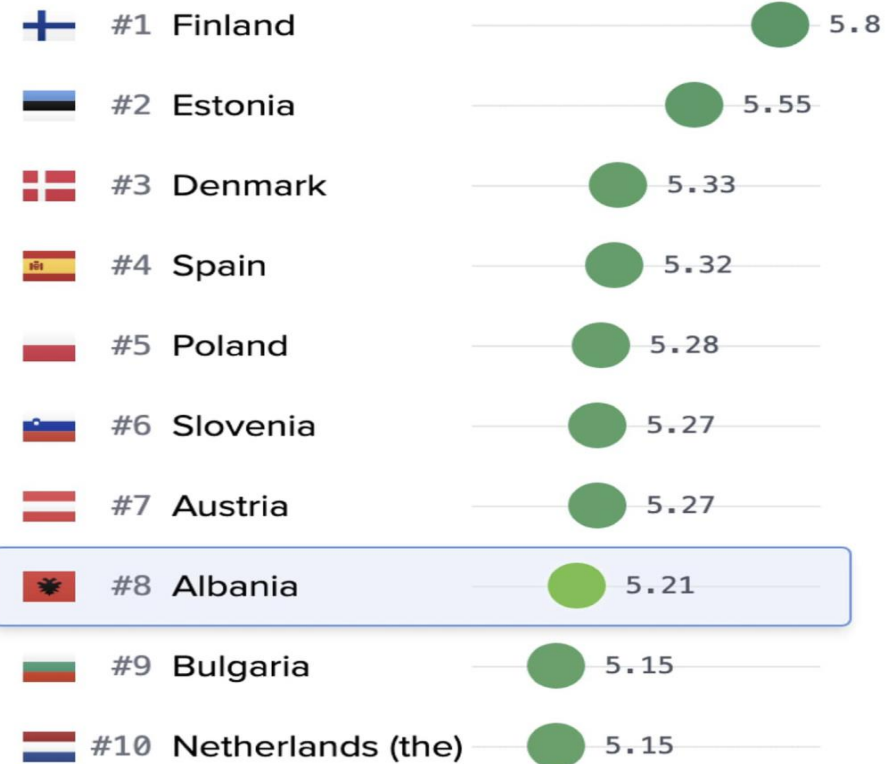 #1 Finland 5.8
#2 Estonia 5.55
#3 Denmark 5.33
#4 Spain 5.32
#5 Poland 5.28
#6 Slovenia 5.27
#7 Austria 5.27
#8 Albania 5.21
#9 Bulgaria 5.15
#10 Netherlands (the) 5.15